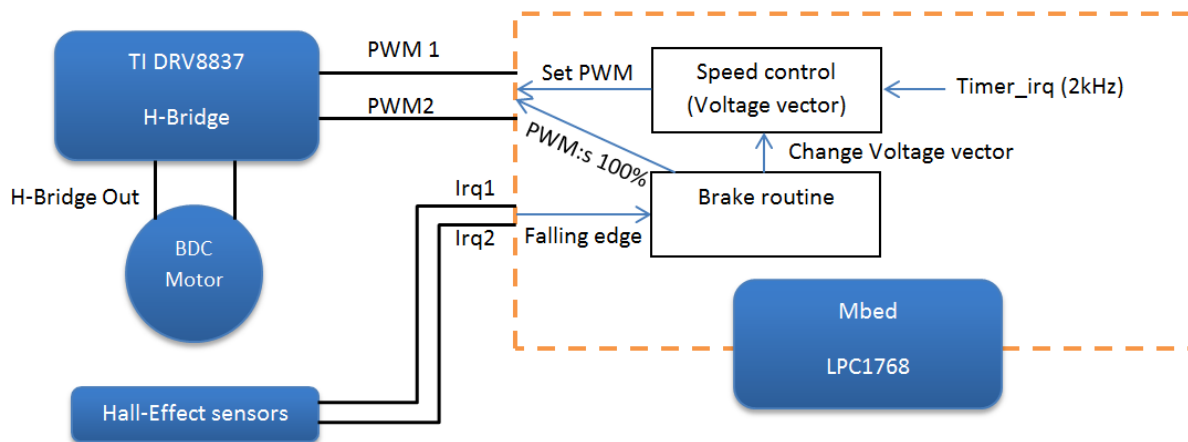 TI DRV8837
H-Bridge
PWM 1
PWM2
H-Bridge Out
BDC
Motor
Hall-Effect sensors
Irq1
Irq2
Set PWM
PWM:s 100%
Falling edge
Speed control
(Voltage vector)
Timer_irq (2kHz)
Change Voltage vector
Brake routine
Mbed
LPC1768